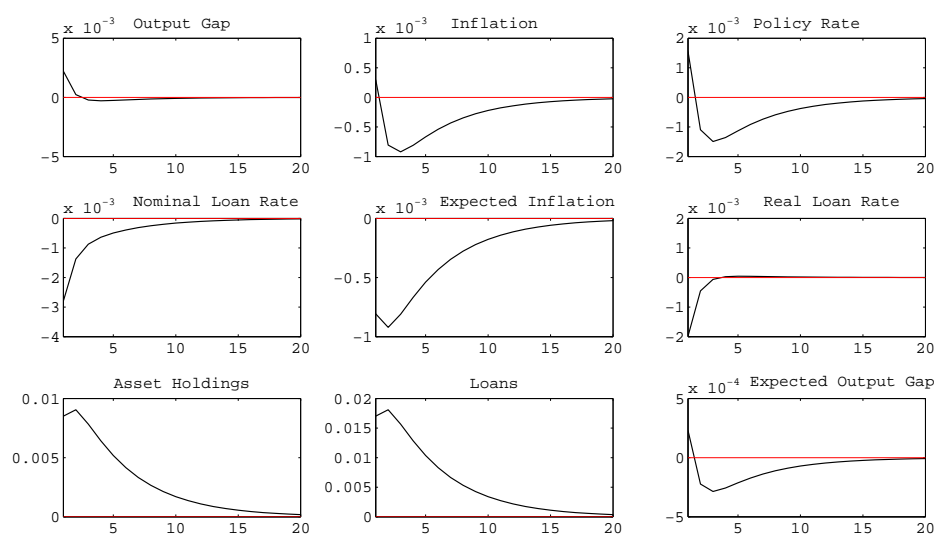 Output Gap
x 10⁻³
5
0
−5
5 10 15 20
Inflation
x 10⁻³
1
0.5
0
−0.5
−1
5 10 15 20
Policy Rate
x 10⁻³
2
1
0
−1
−2
5 10 15 20
Nominal Loan Rate
x 10⁻³
0
−1
−2
−3
−4
5 10 15 20
Expected Inflation
x 10⁻³
0
−0.5
−1
5 10 15 20
Real Loan Rate
x 10⁻³
2
1
0
−1
−2
5 10 15 20
Asset Holdings
0.01
0.005
0
5 10 15 20
Loans
0.02
0.015
0.01
0.005
0
5 10 15 20
Expected Output Gap
x 10⁻⁴
5
0
−5
5 10 15 20